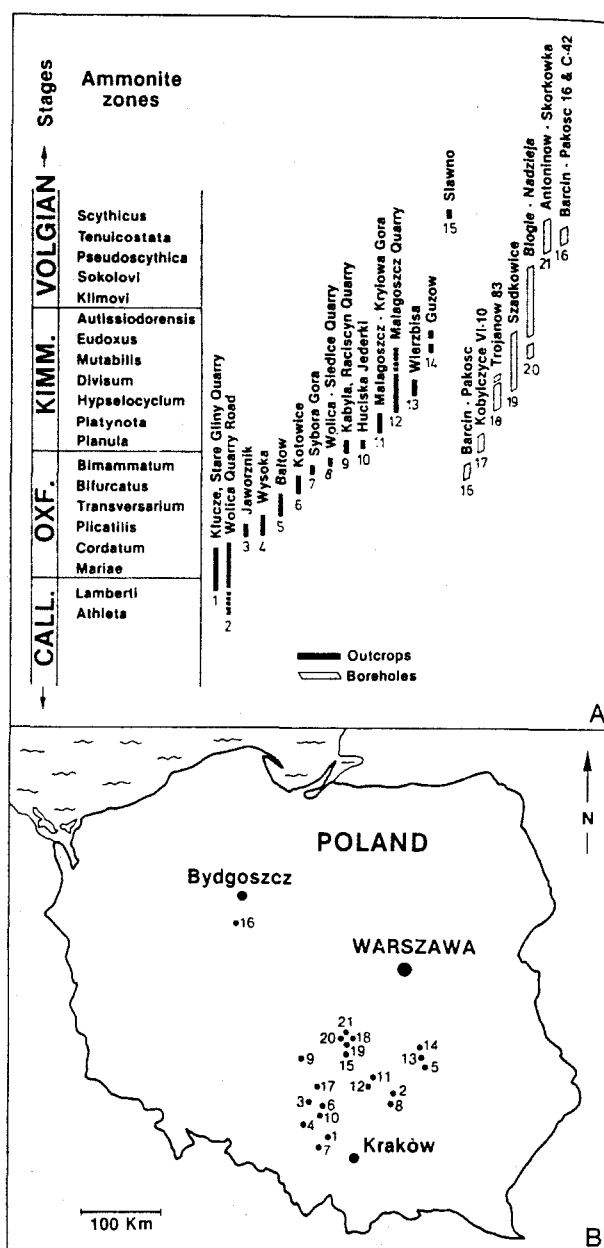 Stages
Ammonite
zones
VOLGIAN
Scythicus
Tenuicostata
Pseudoscythica
Sokolovi
Klimovi
KIMM.
Autissiodorensis
Eudoxus
Mutabilis
Divisum
Hypselocyclum
Platynota
Planula
OXF.
Bimammatum
Bifurcatus
Transversarium
Plicatilis
Cordatum
Mariae
CALL.
Lamberti
Athleta
Klucze, Stare Gliny Quarry
1
Wolica Quarry Road
2
Jaworznik
3
Wysoka
4
Bałtow
5
Kotowice
6
Sybora Gora
7
Wolica - Siedlce Quarry
8
Kabyla, Raciscyn Quarry
9
Huciska Jederki
10
Malagoszcz - Krylowa Gora
11
Malagoszcz Quarry
12
Wierzbisa
13
Guzow
14
Slawno
15
Barcin - Pakosc
15
Kobylczyce VI-10
17
Trojanow 83
18
Szadkowice
19
Blogie - Nadzieja
20
Antoninow - Skorkowka
21
Barcin - Pakosc 16 & C-42
16
Outcrops
Boreholes
A
POLAND
N
Bydgoszcz
16
WARSZAWA
21
20
18
19
15
9
14
13
5
17
11
12
2
8
3
6
10
4
1
7
Kraków
100 Km
B